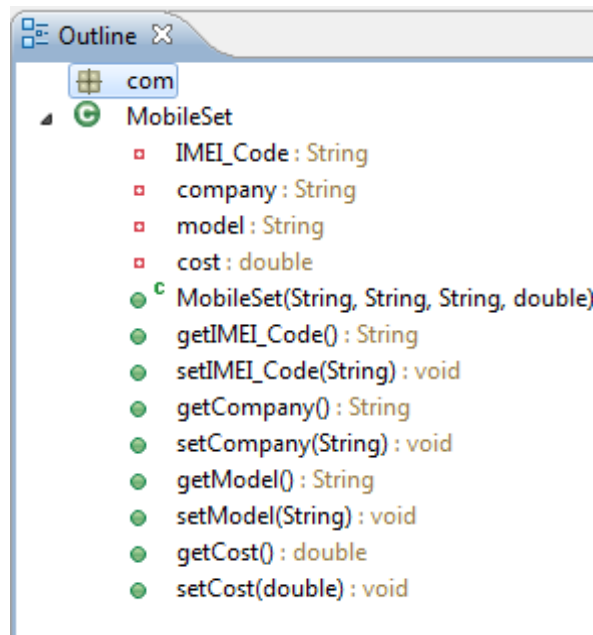 Outline
com
MobileSet
IMEI_Code : String
company : String
model : String
cost : double
MobileSet(String, String, String, double)
getIMEI_Code() : String
setIMEI_Code(String) : void
getCompany() : String
setCompany(String) : void
getModel() : String
setModel(String) : void
getCost() : double
setCost(double) : void